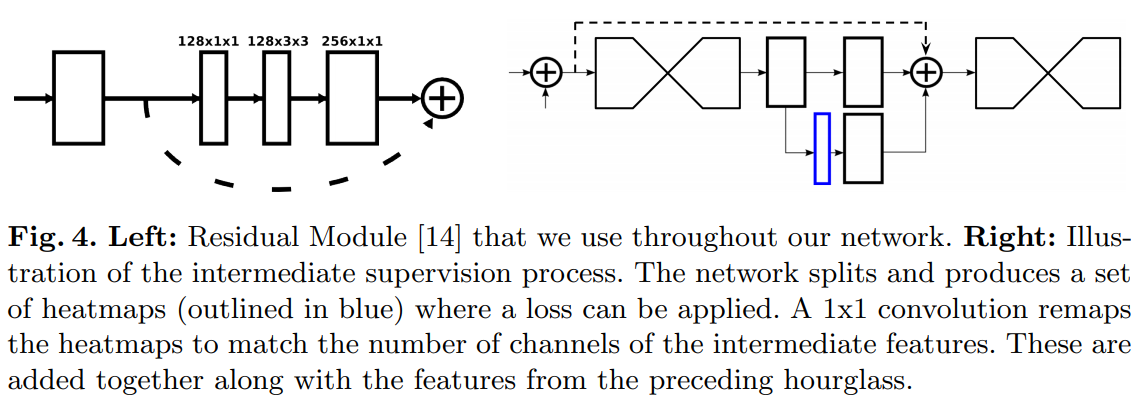 128x1x1 128x3x3 256x1x1
Fig. 4. Left: Residual Module [14] that we use throughout our network. Right: Illus-
tration of the intermediate supervision process. The network splits and produces a set
of heatmaps (outlined in blue) where a loss can be applied. A 1x1 convolution remaps
the heatmaps to match the number of channels of the intermediate features. These are
added together along with the features from the preceding hourglass.